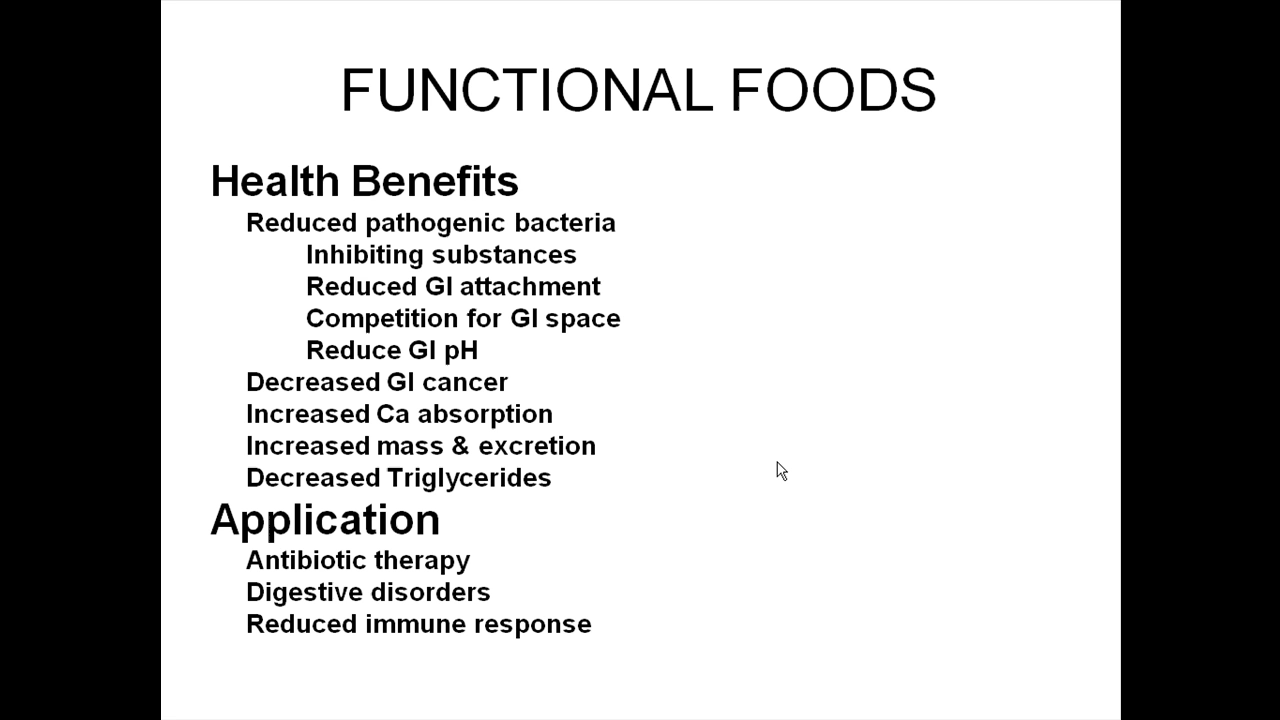 FUNCTIONAL FOODS
Health Benefits
Reduced pathogenic bacteria
Inhibiting substances
Reduced GI attachment
Competition for GI space
Reduce GI pH
Decreased GI cancer
Increased Ca absorption
Increased mass & excretion
Decreased Triglycerides
Application
Antibiotic therapy
Digestive disorders
Reduced immune response